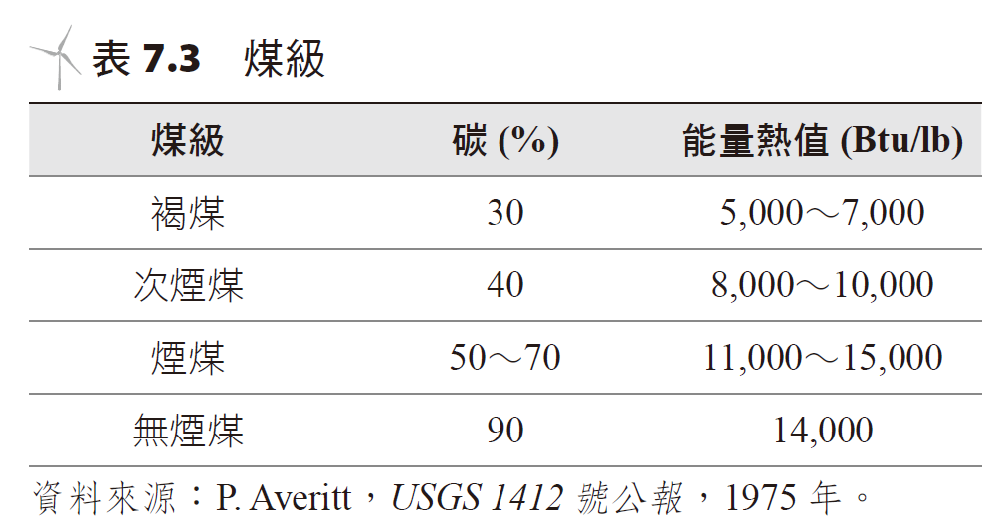 表 7.3 煤級
煤級 碳 (%) 能量熱值 (Btu/lb)
褐煤 30 5,000～7,000
次煙煤 40 8,000～10,000
煙煤 50～70 11,000～15,000
無煙煤 90 14,000
資料來源：P. Averitt，USGS 1412 號公報，1975 年。